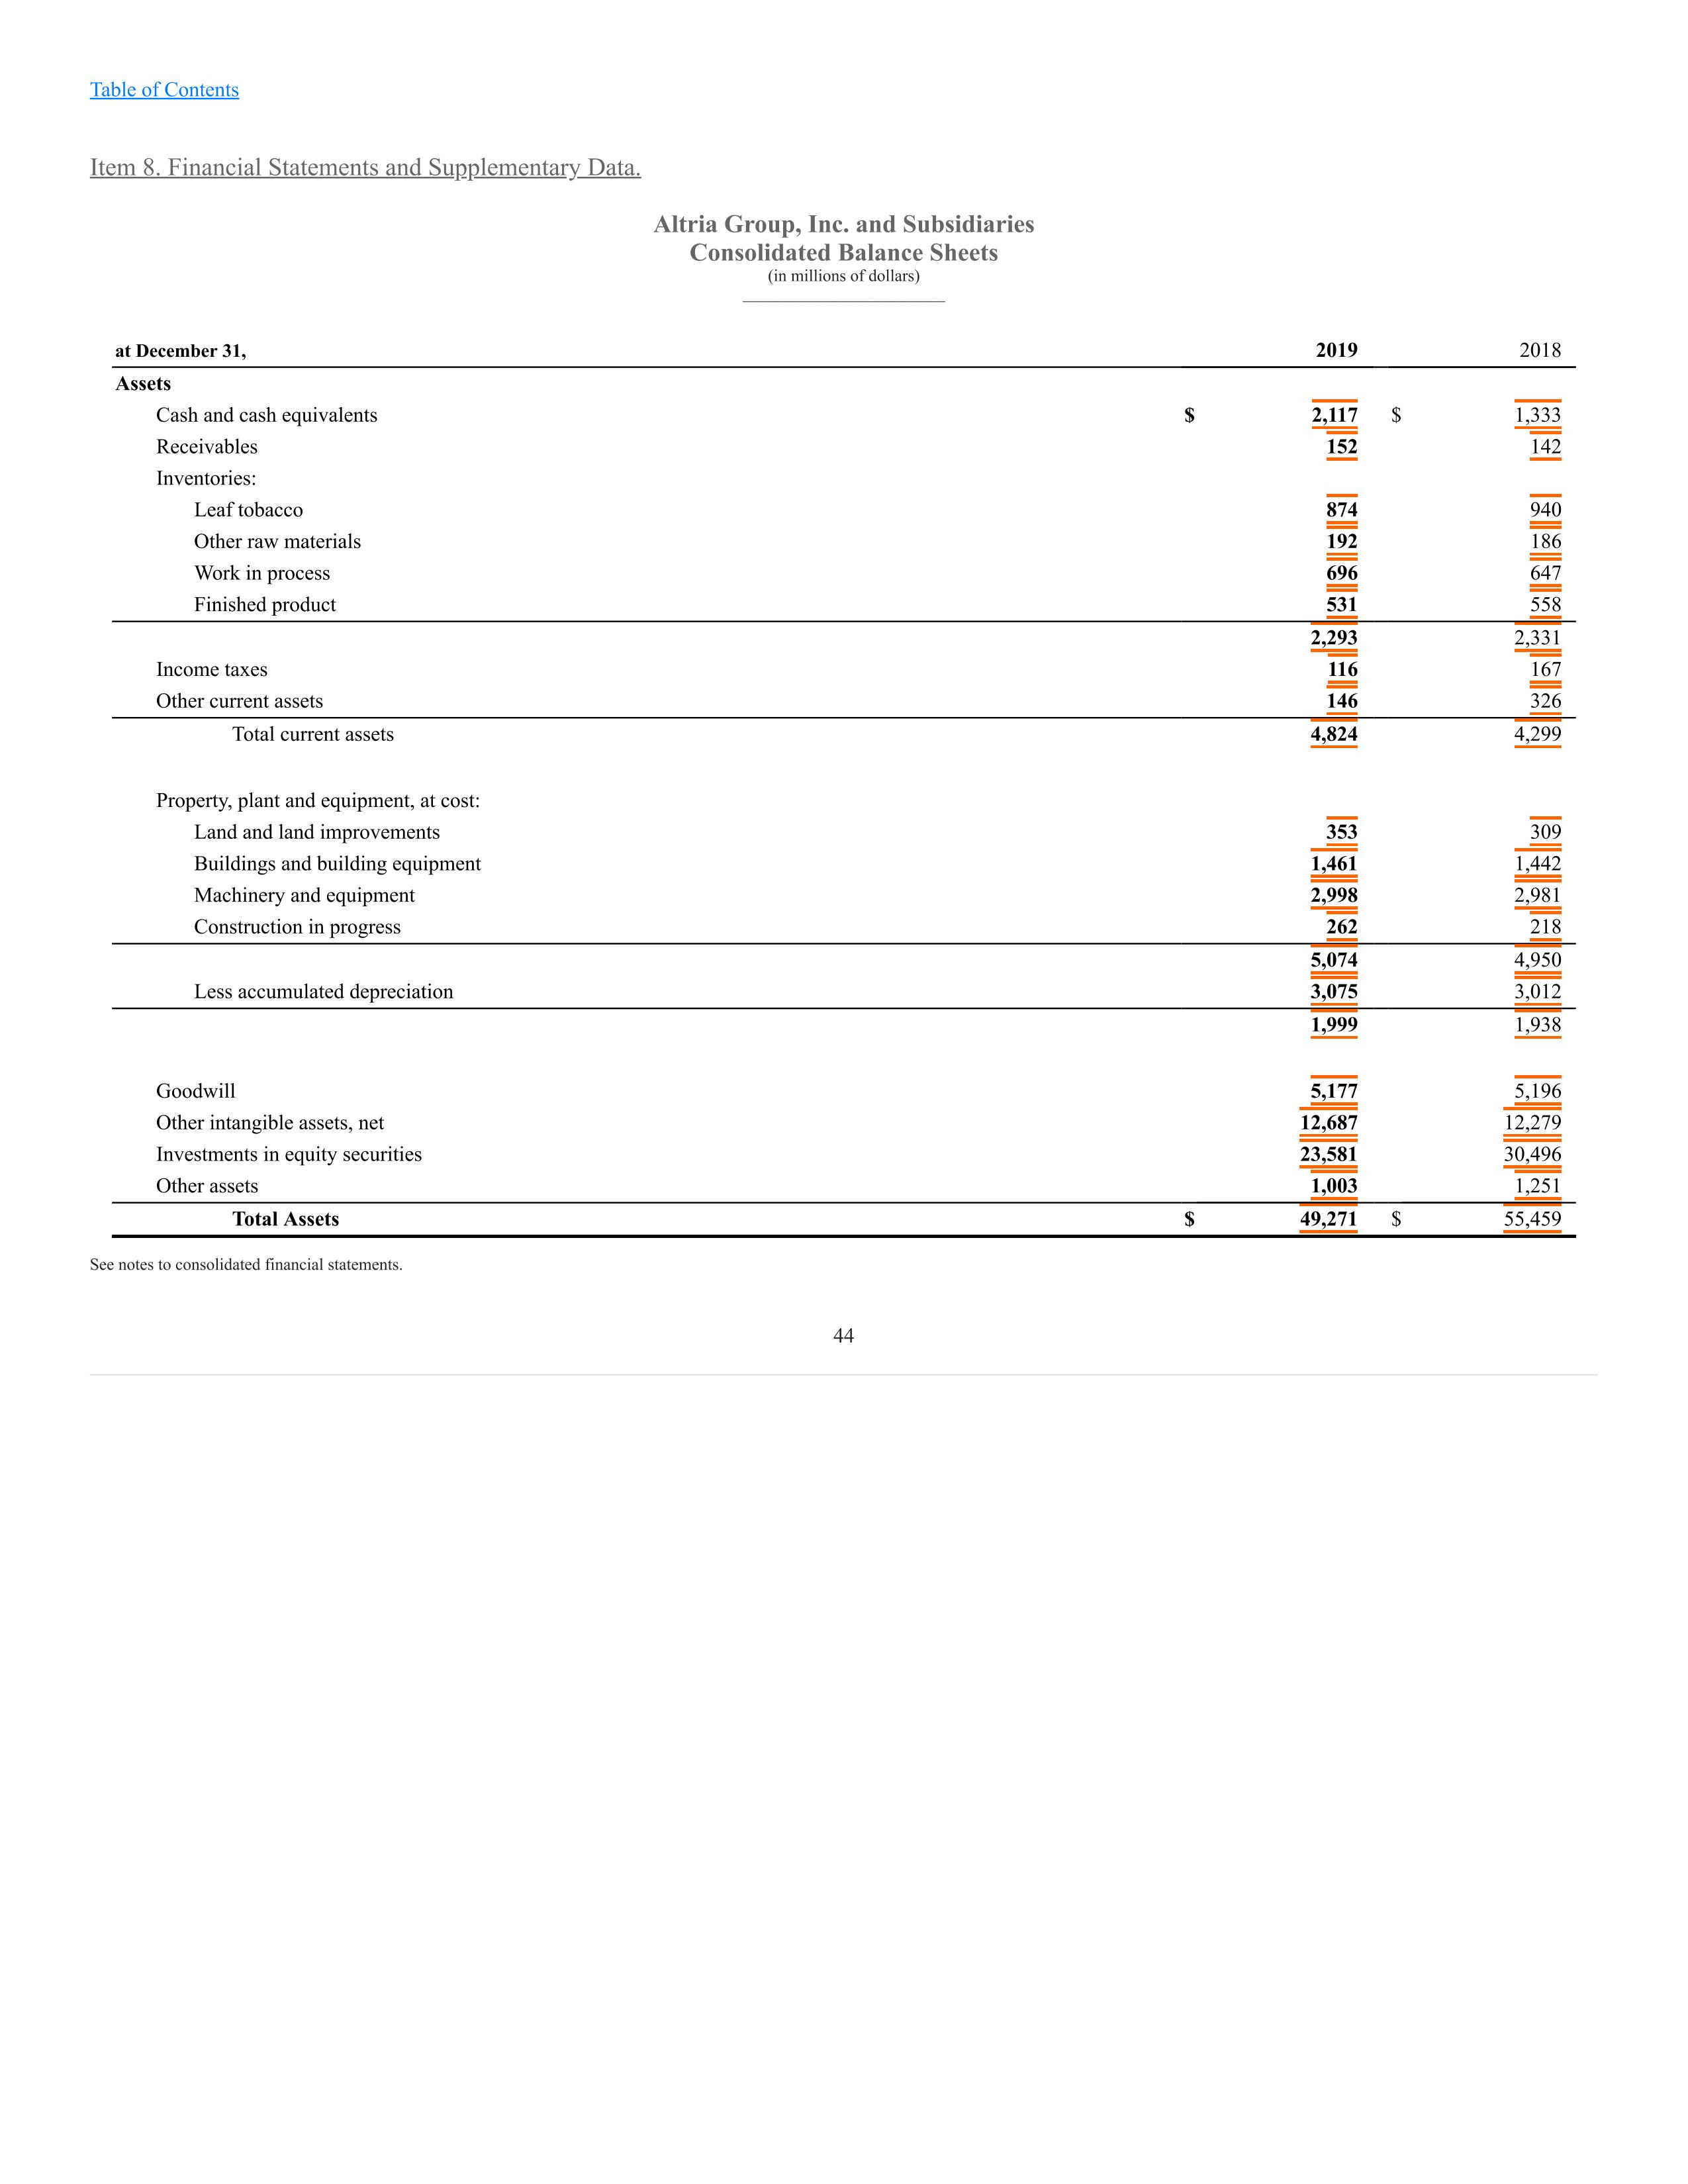 Table of Contents
Item 8. Financial Statements and Supplementary Data.
Altria Group, Inc. and Subsidiaries
Consolidated Balance Sheets
(in millions of dollars)
at December 31, 2019 2018
Assets
Cash and cash equivalents $ 2,117 $ 1,333
Receivables 152 142
Inventories:
Leaf tobacco 874 940
Other raw materials 192 186
Work in process 696 647
Finished product 531 558
2,293 2,331
Income taxes 116 167
Other current assets 146 326
Total current assets 4,824 4,299
Property, plant and equipment, at cost:
Land and land improvements 353 309
Buildings and building equipment 1,461 1,442
Machinery and equipment 2,998 2,981
Construction in progress 262 218
5,074 4,950
Less accumulated depreciation 3,075 3,012
1,999 1,938
Goodwill 5,177 5,196
Other intangible assets, net 12,687 12,279
Investments in equity securities 23,581 30,496
Other assets 1,003 1,251
Total Assets $ 49,271 $ 55,459
See notes to consolidated financial statements.
44